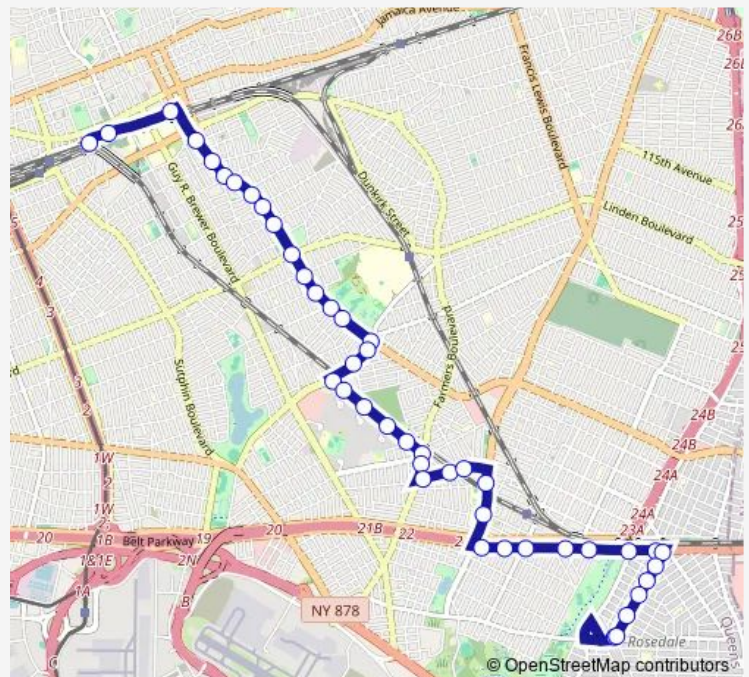 Jamaica Avenue
26B
26
115th Avenue
Francis Lewis Boulevard
Linden Boulevard
Guy R. Brewer Boulevard
Dunkirk Street
Farmers Boulevard
Sutphin Boulevard
4
3
3
2
24B
24B
24A
24A
23A
1W
2
1W
2
20
1B
Belt Parkway
19
20
21B
22
2
1&1E
2N
1A
B
C
NY 878
Rosedale
Queens
© OpenStreetMap contributors